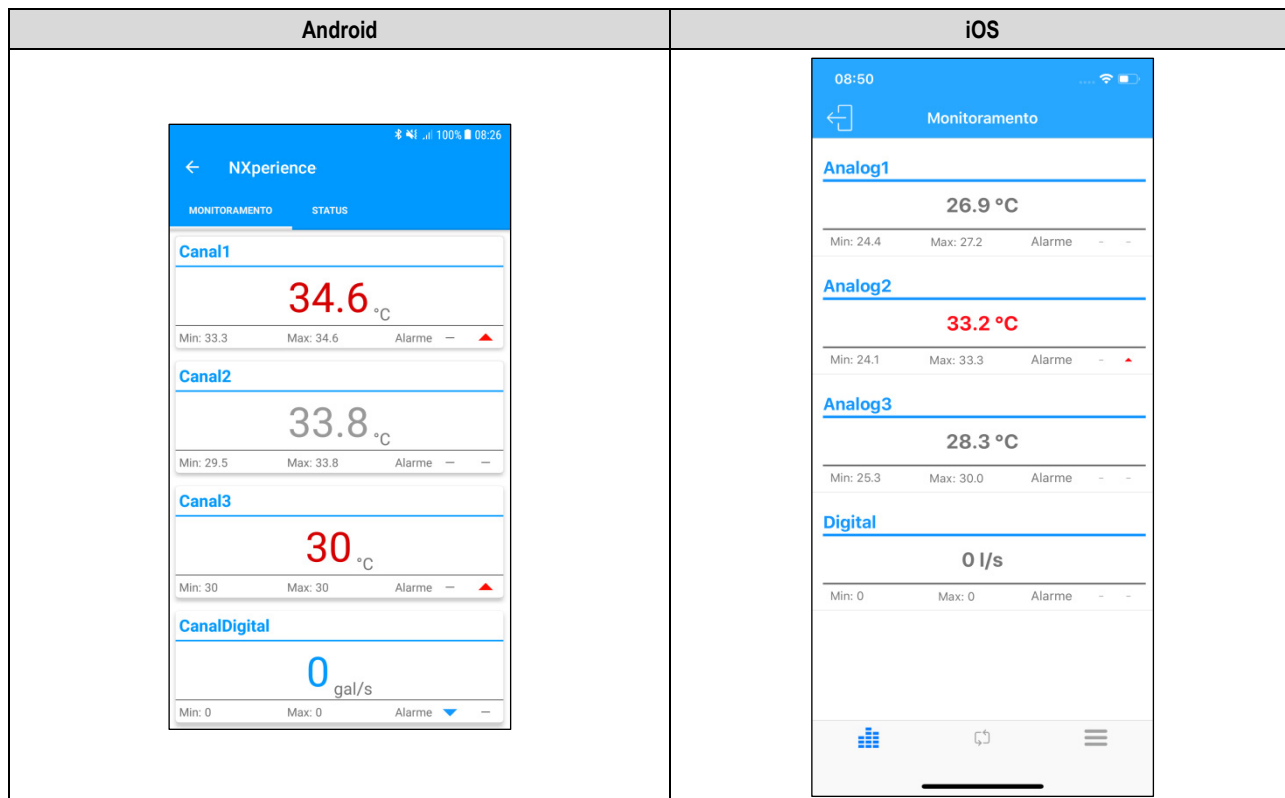 Android
iOS
100% 08:26
NXperience
MONITORAMENTO STATUS
Canal1
34.6 °C
Min: 33.3 Max: 34.6 Alarme –
Canal2
33.8 °C
Min: 29.5 Max: 33.8 Alarme – –
Canal3
30 °C
Min: 30 Max: 30 Alarme –
CanalDigital
0 gal/s
Min: 0 Max: 0 Alarme –
08:50
Monitoramento
Analog1
26.9 °C
Min: 24.4 Max: 27.2 Alarme - -
Analog2
33.2 °C
Min: 24.1 Max: 33.3 Alarme -
Analog3
28.3 °C
Min: 25.3 Max: 30.0 Alarme - -
Digital
0 l/s
Min: 0 Max: 0 Alarme - -